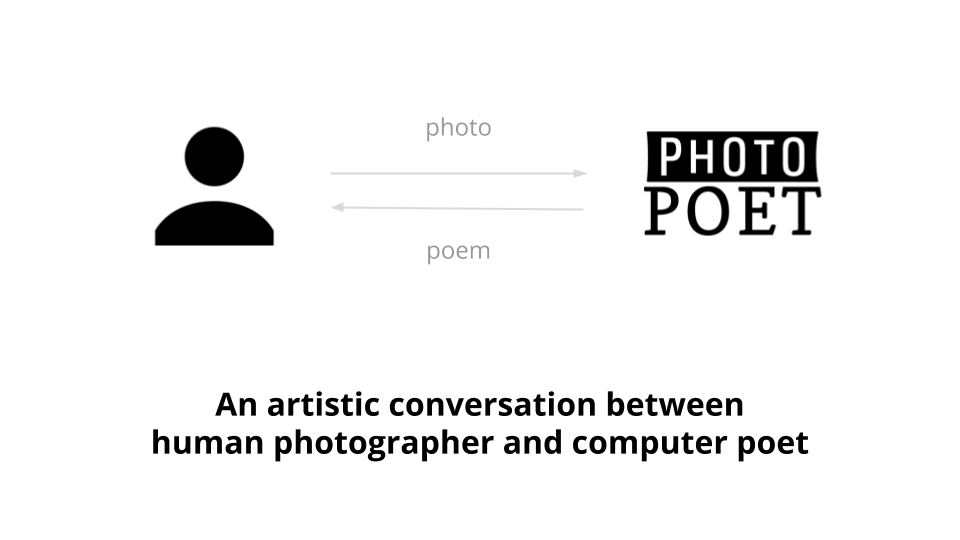 photo
PHOTO
POET
poem
An artistic conversation between
human photographer and computer poet